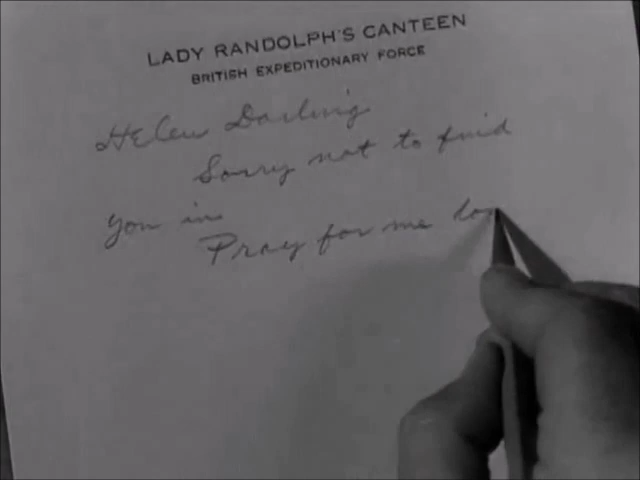 LADY RANDOLPH'S CANTEEN
BRITISH EXPEDITIONARY FORCE
Helen Darling
Sorry not to find
you in
Pray for me